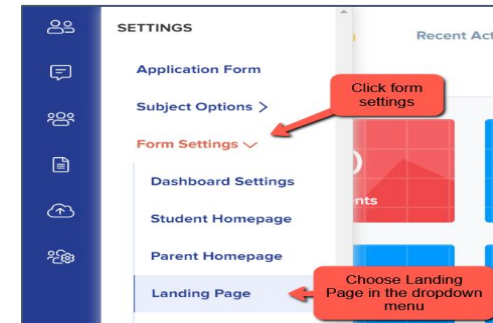 SETTINGS
Recent Act
Application Form
Click form
settings
Subject Options >
Form Settings
Dashboard Settings
nts
Student Homepage
Parent Homepage
Landing Page
Choose Landing
Page in the dropdown
menu